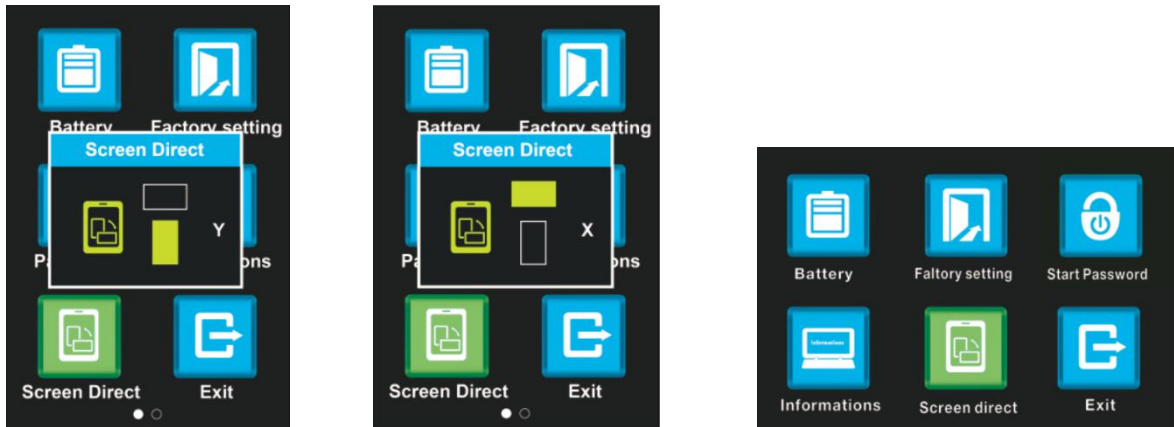 Battery Factory setting
Screen Direct
Y
Pa ons
Screen Direct Exit
Battery Factory setting
Screen Direct
X
Pa ons
Screen Direct Exit
Battery Faltory setting Start Password
Informations
Informations Screen direct Exit